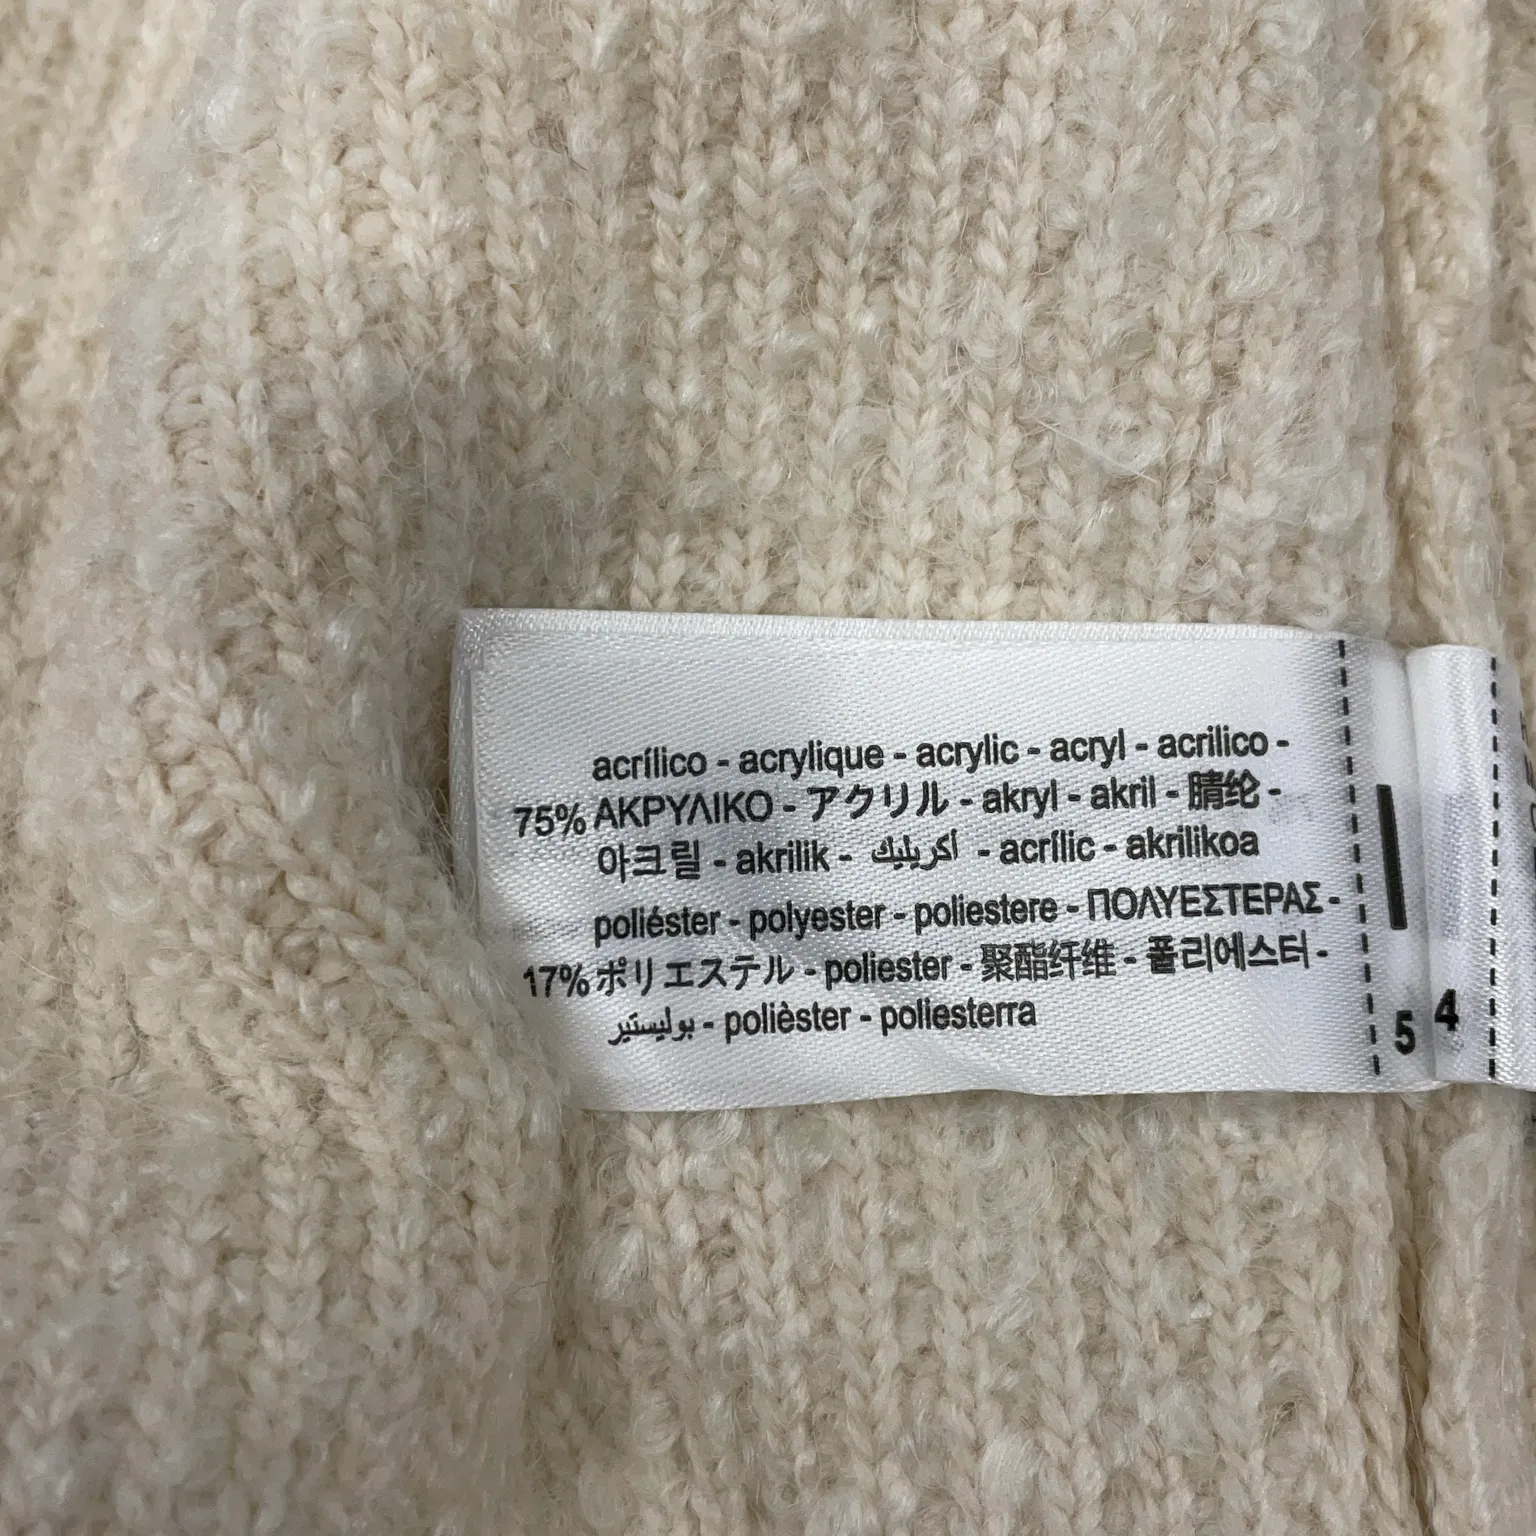 acrílico - acrylique - acrylic - acryl - acrilico -
75% ΑΚΡΥΛΙΚΟ - アクリル - akryl - akril - 腈纶 -
아크릴 - akrilik - أكريليك - acrílic - akrilikoa
poliéster - polyester - poliestere - ΠΟΛΥΕΣΤΕΡΑΣ -
17% ポリエステル - poliester - 聚酯纤维 - 폴리에스터 -
بوليستير - polièster - poliesterra
5
4